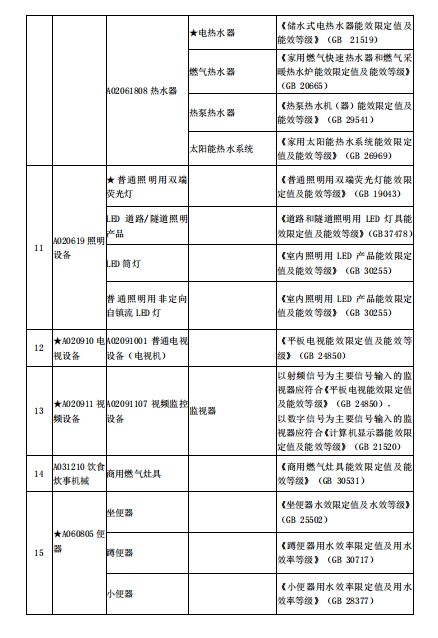 A02061808 热水器
★电热水器
《储水式电热水器能效限定值及
能效等级》（GB 21519）
燃气热水器
《家用燃气快速热水器和燃气采
暖热水炉能效限定值及能效等级》
（GB 20665）
热泵热水器
《热泵热水机（器）能效限定值及
能效等级》（GB 29541）
太阳能热水系统
《家用太阳能热水系统能效限定
值及能效等级》（GB 26969）
11
A020619 照明
设备
★普通照明用双端
荧光灯
《普通照明用双端荧光灯能效限
定值及能效等级》（GB 19043）
LED 道路/隧道照明
产品
《道路和隧道照明用 LED 灯具能
效限定值及能效等级》（GB37478）
LED 筒灯
《室内照明用 LED 产品能效限定
值及能效等级》（GB 30255）
普通照明用非定向
自镇流 LED 灯
《室内照明用 LED 产品能效限定
值及能效等级》（GB 30255）
12
★A020910 电
视设备
A02091001 普通电视
设备（电视机）
《平板电视能效限定值及能效等
级》（GB 24850）
13
★A020911 视
频设备
A02091107 视频监控
设备
监视器
以射频信号为主要信号输入的监
视器应符合《平板电视能效限定值
及能效等级》（GB 24850），
以数字信号为主要信号输入的监
视器应符合《计算机显示器能效限
定值及能效等级》（GB 21520）
14
A031210 饮食
炊事机械
商用燃气灶具
《商用燃气灶具能效限定值及能
效等级》（GB 30531）
15
★A060805 便
器
坐便器
《坐便器水效限定值及水效等级》
（GB 25502）
蹲便器
《蹲便器用水效率限定值及用水
效率等级》（GB 30717）
小便器
《小便器用水效率限定值及用水
效率等级》（GB 28377）